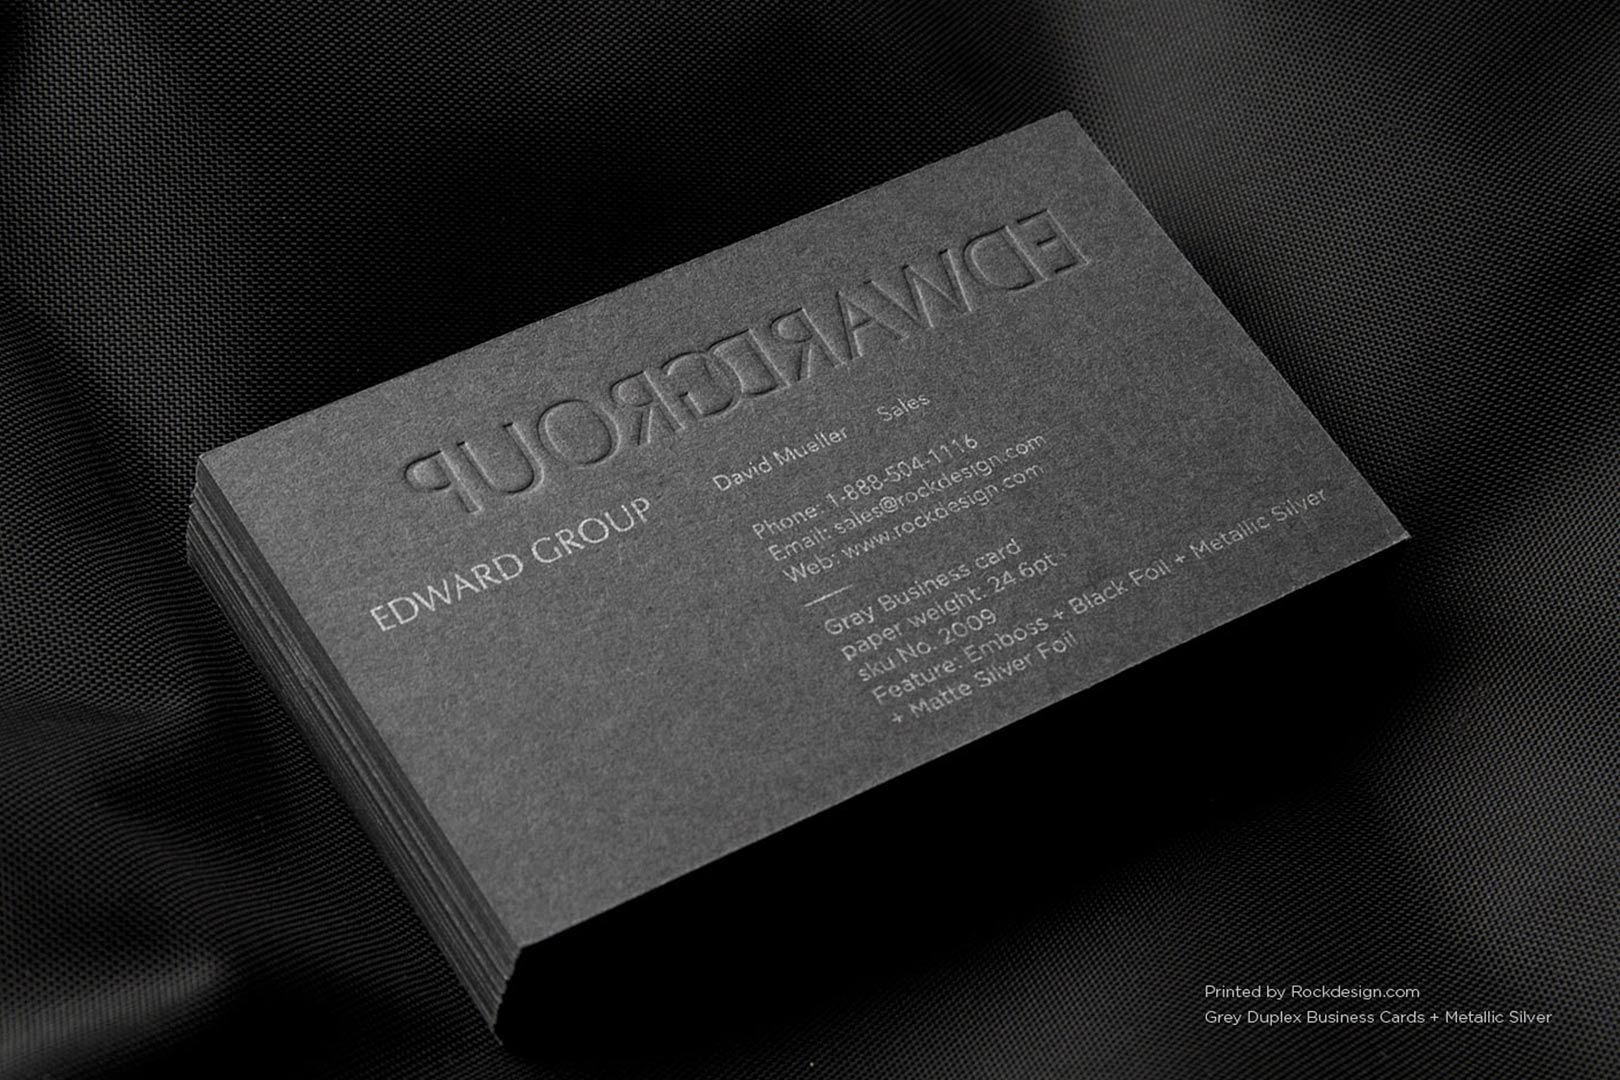 EDWARDGROUP
EDWARD GROUP
David Mueller Sales
Phone: 1-888-504-1116
Email: sales@rockdesign.com
Web: www.rockdesign.com
Gray Business card
paper weight: 24.6pt
sku No. 2009
Feature: Emboss + Black Foil + Metallic Silver
+ Matte Silver Foil
Printed by Rockdesign.com
Grey Duplex Business Cards + Metallic Silver